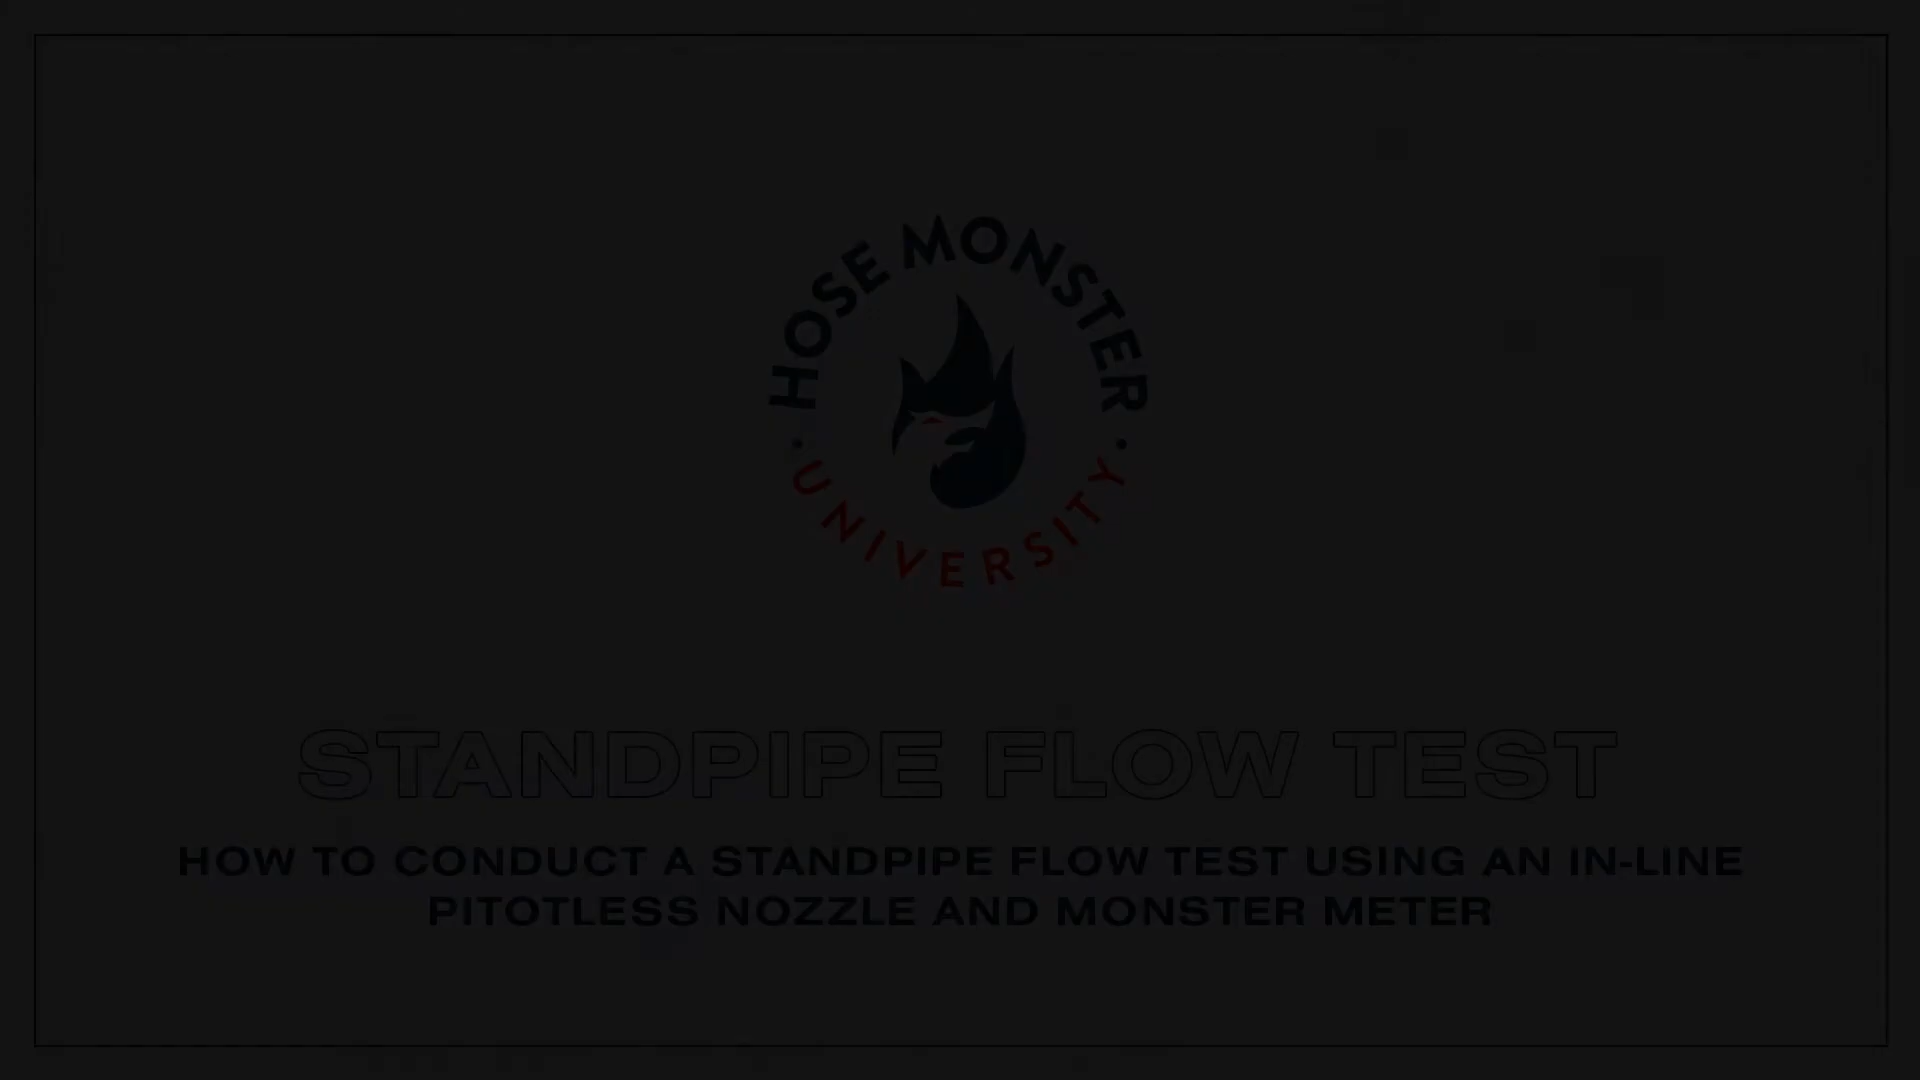 HOSE MONSTER
UNIVERSITY
STANDPIPE FLOW TEST
HOW TO CONDUCT A STANDPIPE FLOW TEST USING AN IN-LINE
PITOTLESS NOZZLE AND MONSTER METER